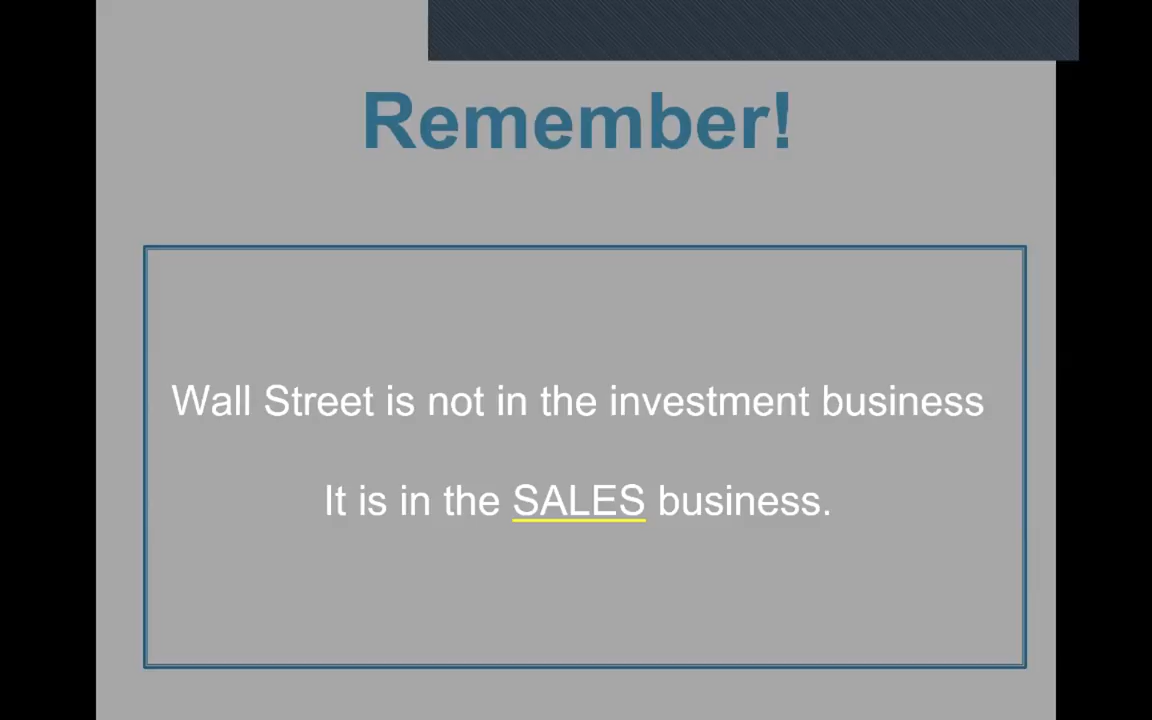 Remember!
Wall Street is not in the investment business
It is in the SALES business.